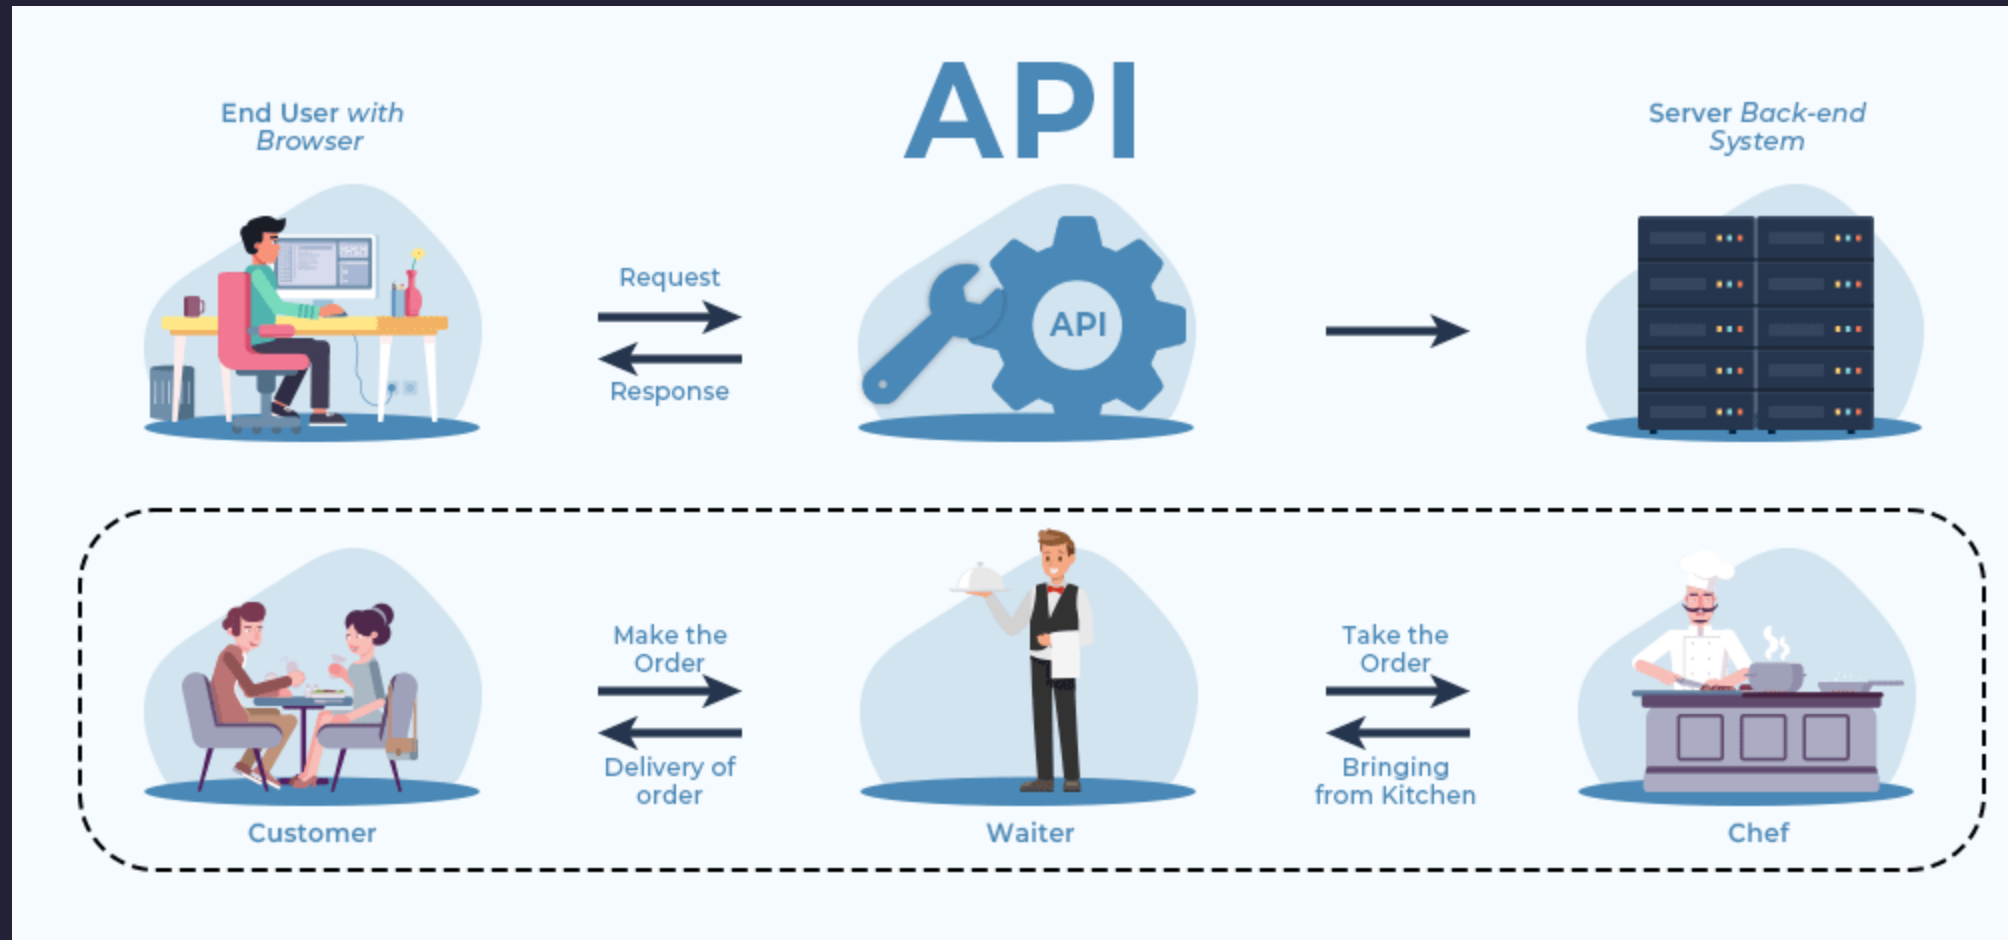 API
End User with
Browser
Server Back-end
System
Request
API
Response
Make the
Order
Take the
Order
Delivery of
order
Bringing
from Kitchen
Customer
Waiter
Chef